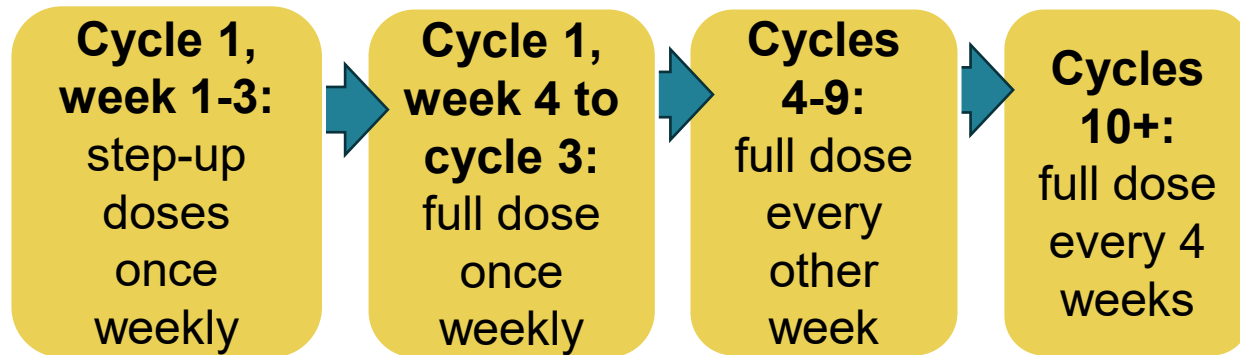 Cycle 1,
week 1-3:
step-up
doses
once
weekly
Cycle 1,
week 4 to
cycle 3:
full dose
once
weekly
Cycles
4-9:
full dose
every
other
week
Cycles
10+:
full dose
every 4
weeks